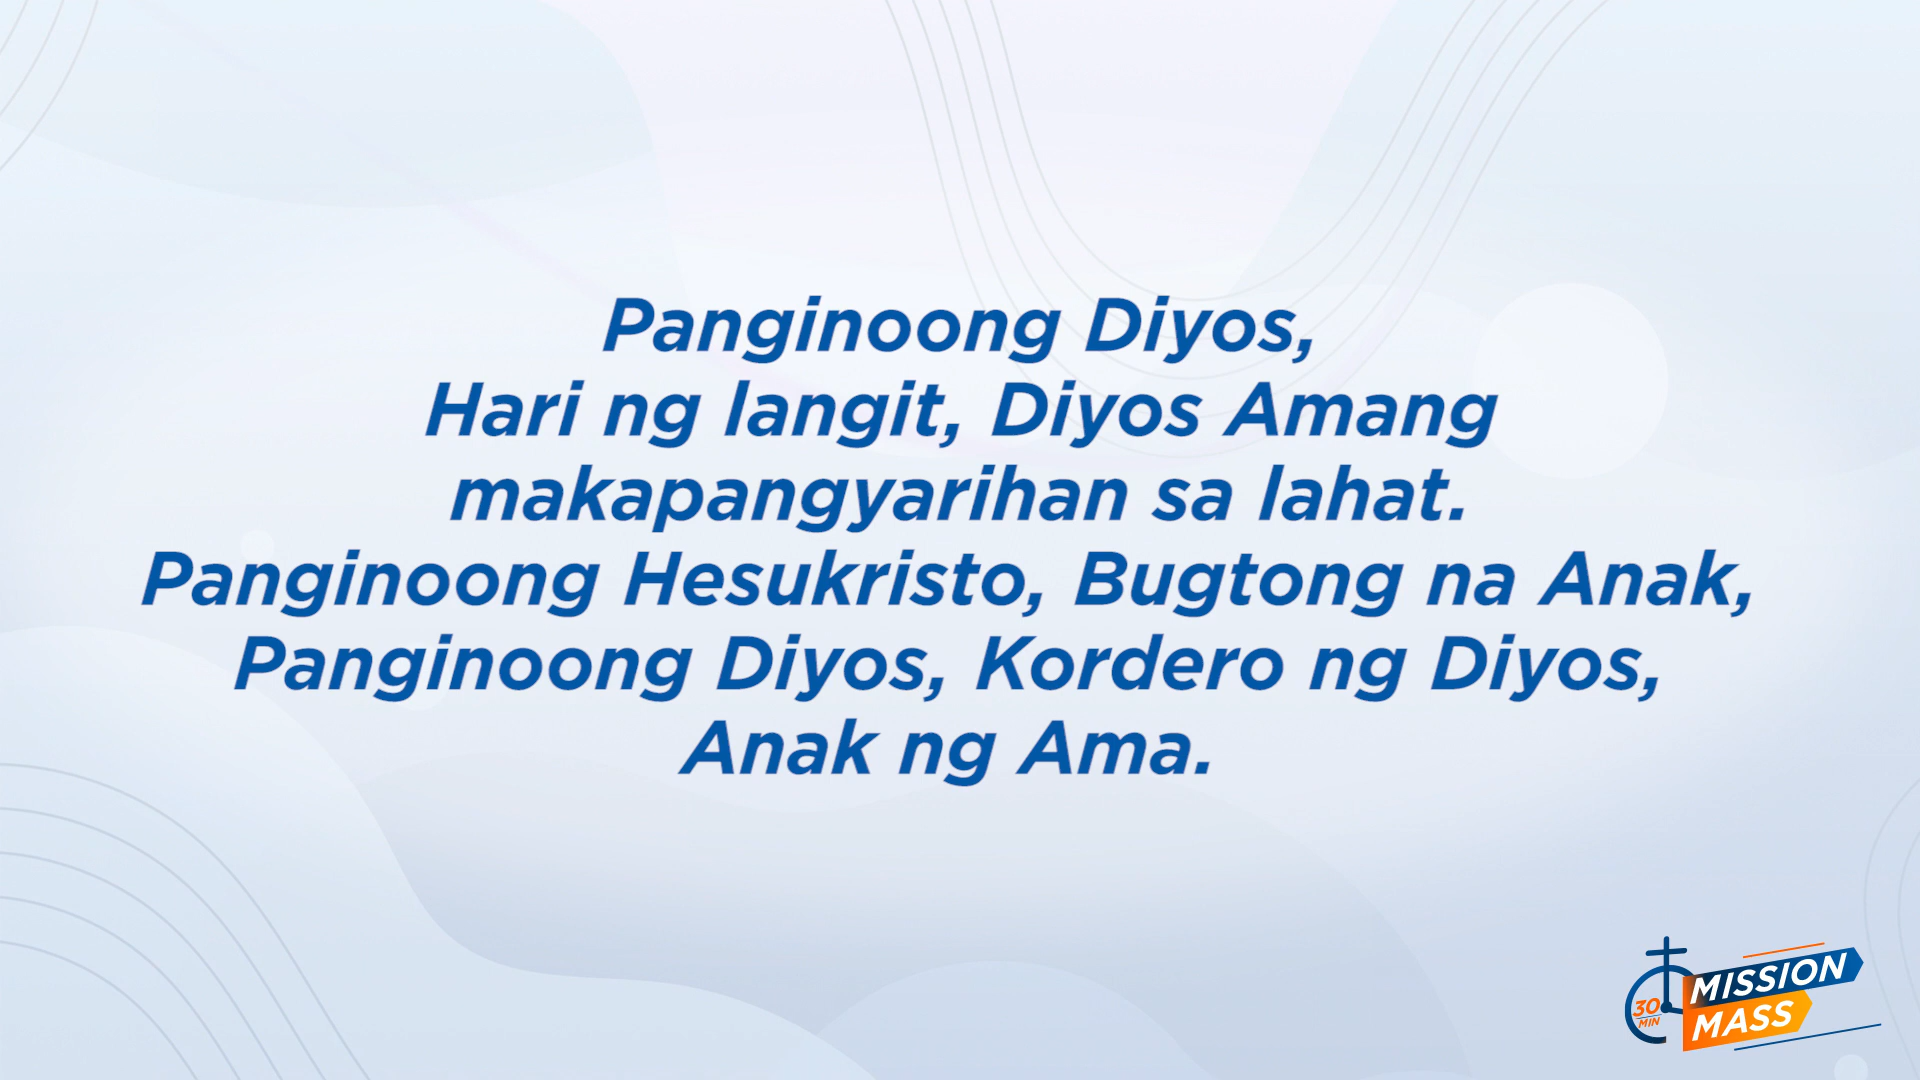 Panginoong Diyos,
Hari ng langit, Diyos Amang
makapangyarihan sa lahat.
Panginoong Hesukristo, Bugtong na Anak,
Panginoong Diyos, Kordero ng Diyos,
Anak ng Ama.
30
MIN
MISSION
MASS